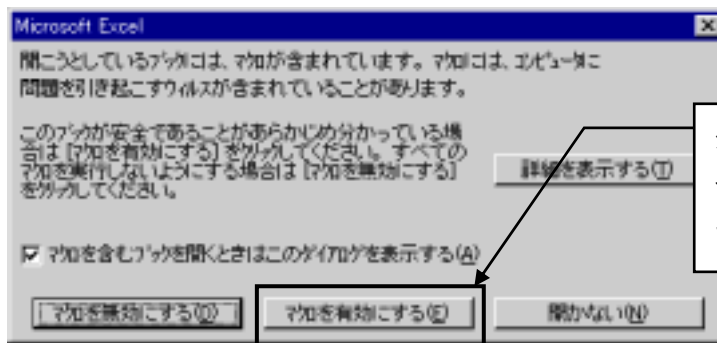 Microsoft Excel
開こうとしているﾌﾞｯｸには、ﾏｸﾛが含まれています。ﾏｸﾛには、ｺﾝﾋﾟｭｰﾀに
問題を引き起こすｳｨﾙｽが含まれていることがあります。
このﾌﾞｯｸが安全であることがあらかじめ分かっている場
合は [ﾏｸﾛを有効にする] をｸﾘｯｸしてください。すべての
ﾏｸﾛを実行しないようにする場合は [ﾏｸﾛを無効にする]
をｸﾘｯｸしてください。
詳細を表示する(T)
ﾏｸﾛを含むﾌﾞｯｸを開くときはこのﾀﾞｲｱﾛｸﾞを表示する(A)
ﾏｸﾛを無効にする(D)
ﾏｸﾛを有効にする(E)
開かない(N)